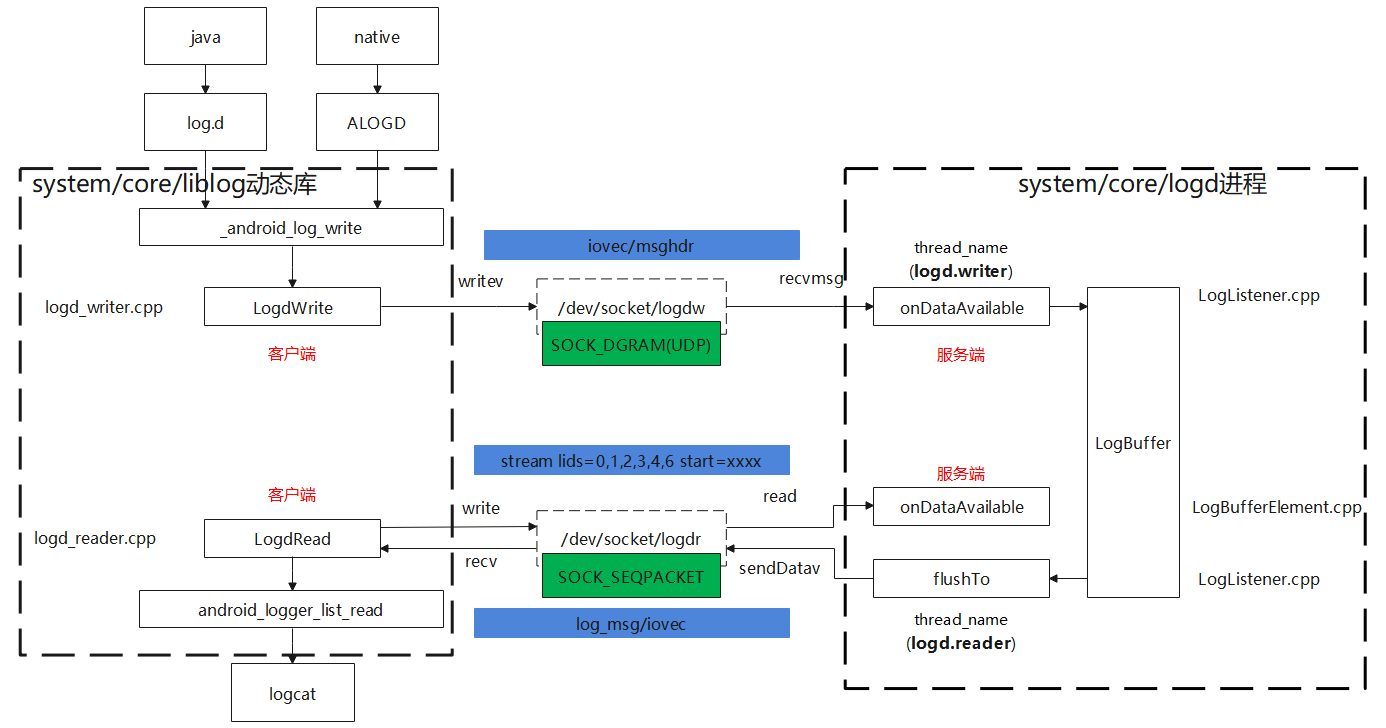 java
native
log.d
ALOGD
system/core/liblog动态库
system/core/logd进程
_android_log_write
iovec/msghdr
thread_name
(logd.writer)
writev
recvmsg
logd_writer.cpp
LogdWrite
/dev/socket/logdw
onDataAvailable
LogListener.cpp
SOCK_DGRAM(UDP)
客户端
服务端
LogBuffer
stream lids=0,1,2,3,4,6 start=xxxx
客户端
服务端
write
read
onDataAvailable
LogBufferElement.cpp
logd_reader.cpp
LogdRead
/dev/socket/logdr
recv
sendDatav
SOCK_SEQPACKET
flushTo
LogListener.cpp
android_logger_list_read
log_msg/iovec
thread_name
(logd.reader)
logcat